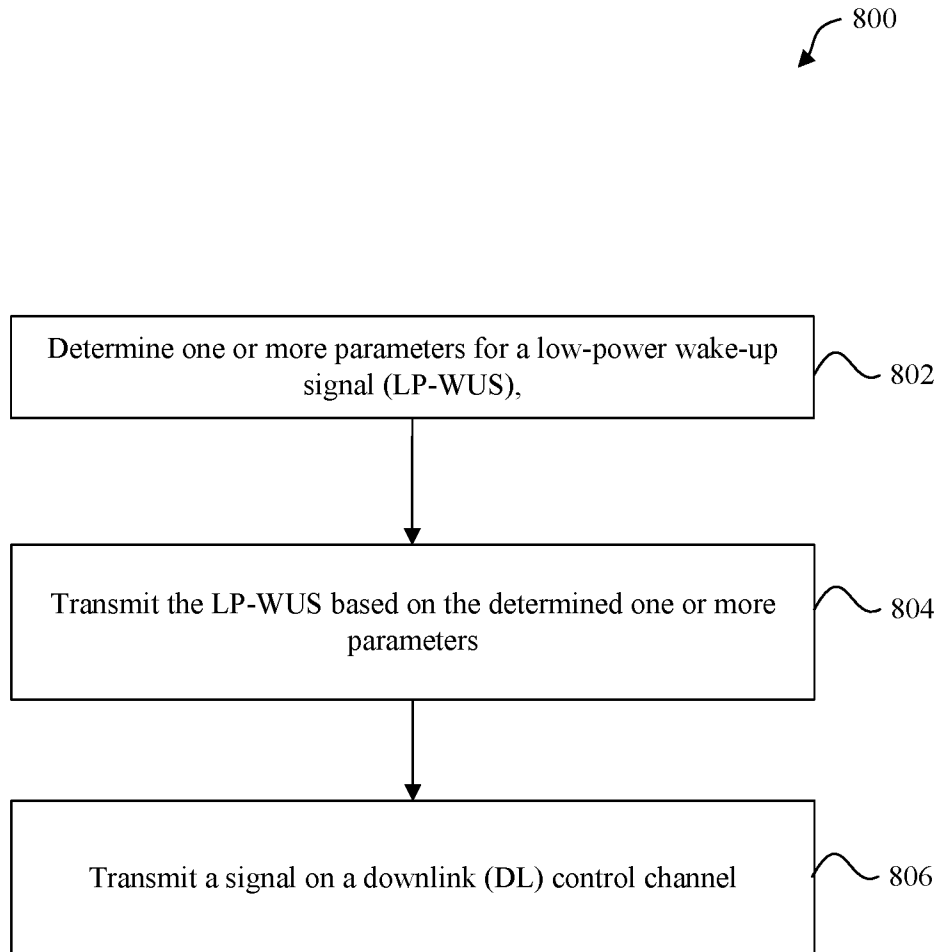 800
Determine one or more parameters for a low-power wake-up
signal (LP-WUS),
802
Transmit the LP-WUS based on the determined one or more
parameters
804
Transmit a signal on a downlink (DL) control channel
806